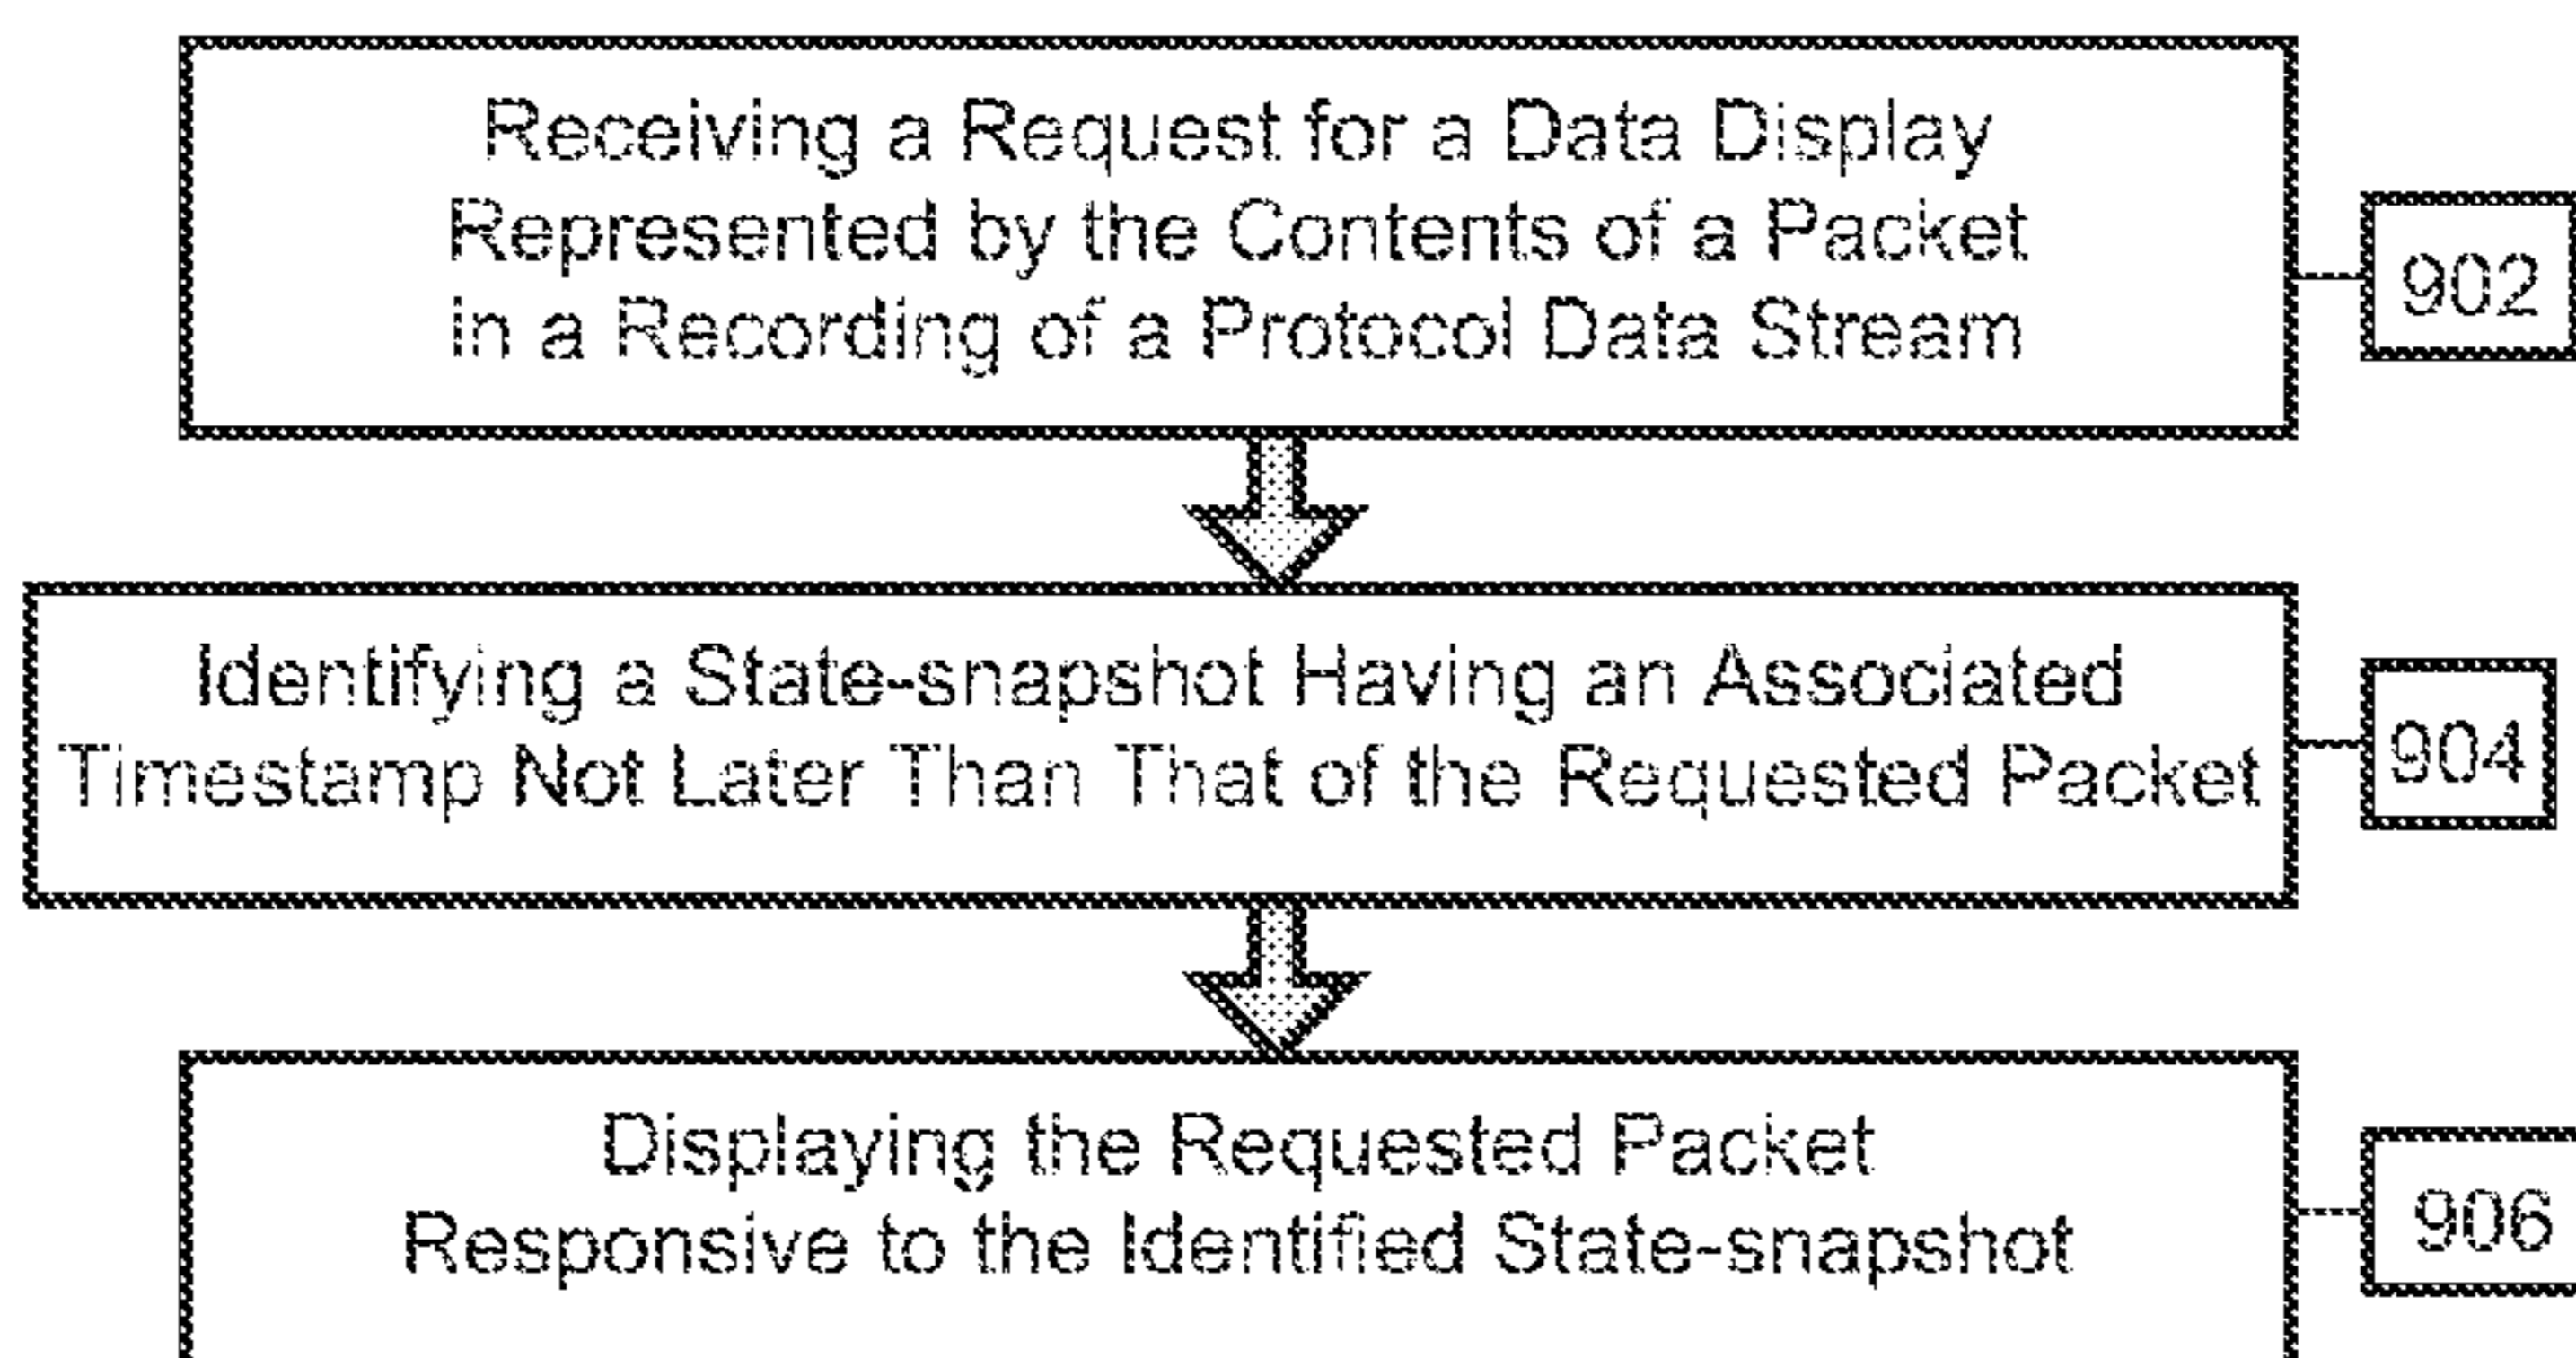 Receiving a Request for a Data Display
Represented by the Contents of a Packet
in a Recording of a Protocol Data Stream
902
Identifying a State-snapshot Having an Associated
Timestamp Not Later Than That of the Requested Packet
904
Displaying the Requested Packet
Responsive to the Identified State-snapshot
906